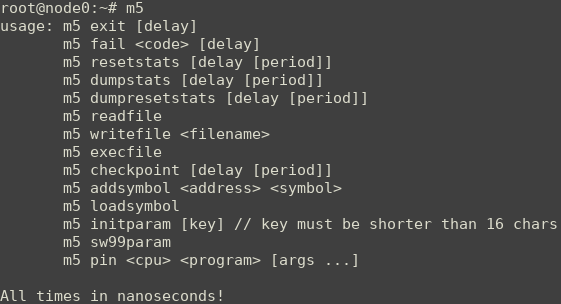 root@node0:~# m5
usage: m5 exit [delay]
       m5 fail <code> [delay]
       m5 resetstats [delay [period]]
       m5 dumpstats [delay [period]]
       m5 dumpresetstats [delay [period]]
       m5 readfile
       m5 writefile <filename>
       m5 execfile
       m5 checkpoint [delay [period]]
       m5 addsymbol <address> <symbol>
       m5 loadsymbol
       m5 initparam [key] // key must be shorter than 16 chars
       m5 sw99param
       m5 pin <cpu> <program> [args ...]

All times in nanoseconds!